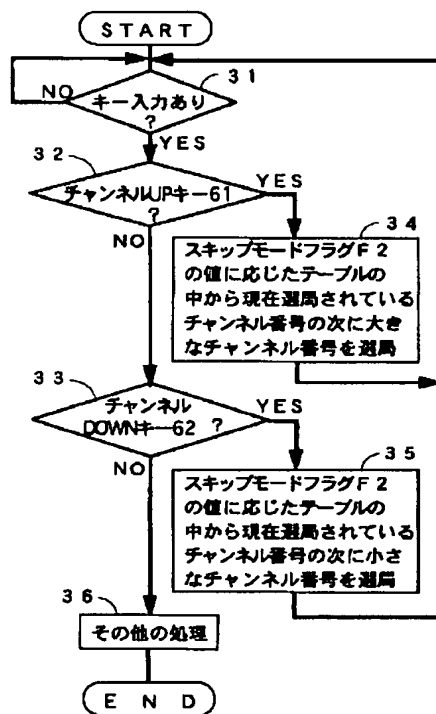 START
31
NO
キー入力あり
?
YES
32
チャンネルUPキー61
?
YES
NO
34
スキップモードフラグF2
の値に応じたテーブルの
中から現在選局されている
チャンネル番号の次に大き
なチャンネル番号を選局
33
チャンネル
DOWNキー62 ?
YES
NO
35
スキップモードフラグF2
の値に応じたテーブルの
中から現在選局されている
チャンネル番号の次に小さ
なチャンネル番号を選局
36
その他の処理
END